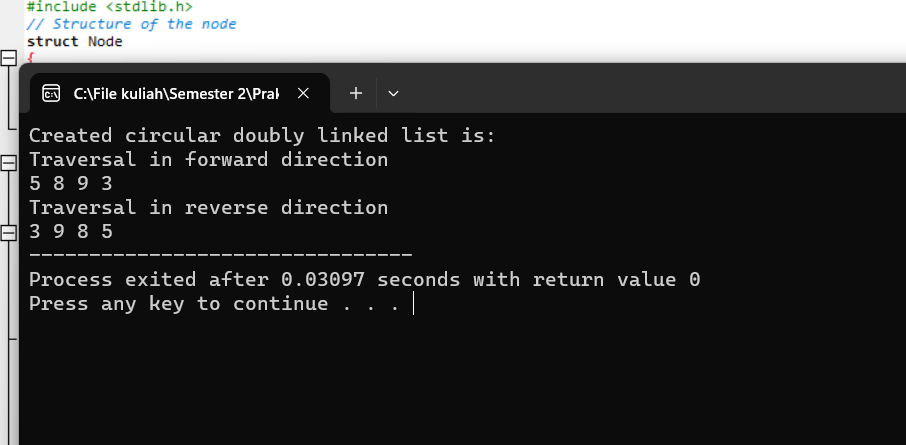 #include <stdlib.h>
// Structure of the node
struct Node
{
C:\File kuliah\Semester 2\Prak
Created circular doubly linked list is:
Traversal in forward direction
5 8 9 3
Traversal in reverse direction
3 9 8 5
--------------------------------
Process exited after 0.03097 seconds with return value 0
Press any key to continue . . .